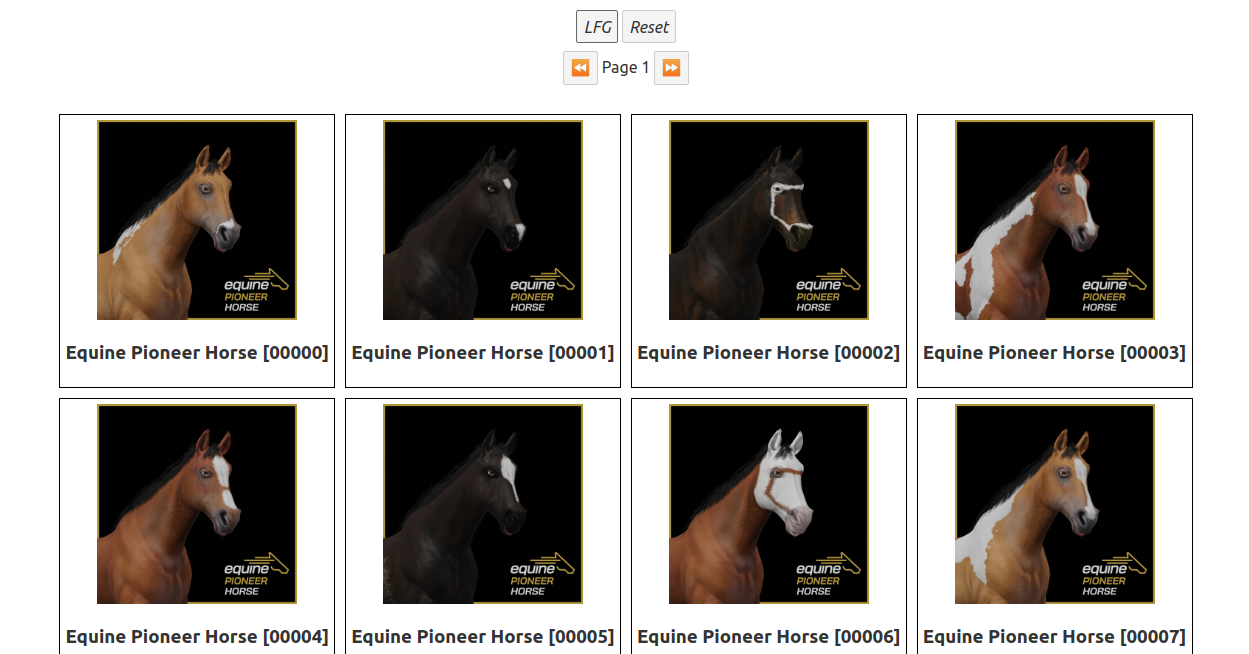 LFG Reset
Page 1
equine PIONEER HORSE
equine PIONEER HORSE
equine PIONEER HORSE
equine PIONEER HORSE
Equine Pioneer Horse [00000]
Equine Pioneer Horse [00001]
Equine Pioneer Horse [00002]
Equine Pioneer Horse [00003]
equine PIONEER HORSE
equine PIONEER HORSE
equine PIONEER HORSE
equine PIONEER HORSE
Equine Pioneer Horse [00004]
Equine Pioneer Horse [00005]
Equine Pioneer Horse [00006]
Equine Pioneer Horse [00007]